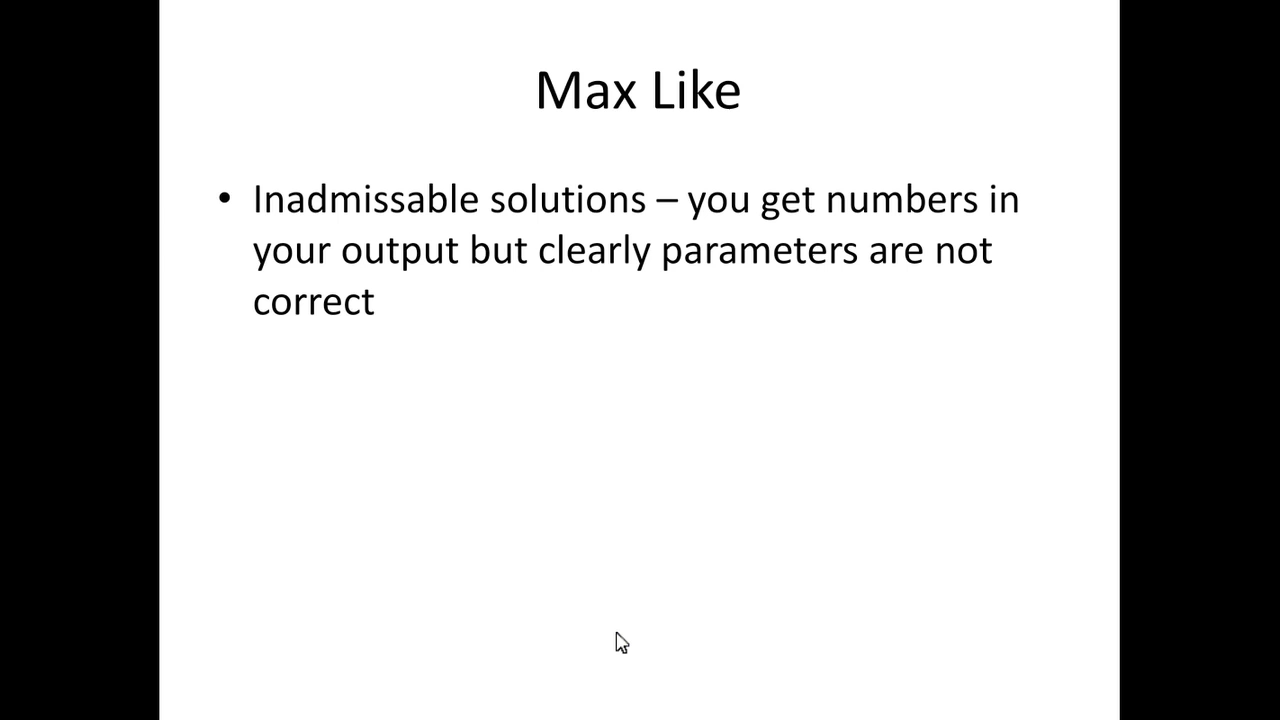 Max Like
• Inadmissable solutions – you get numbers in
your output but clearly parameters are not
correct